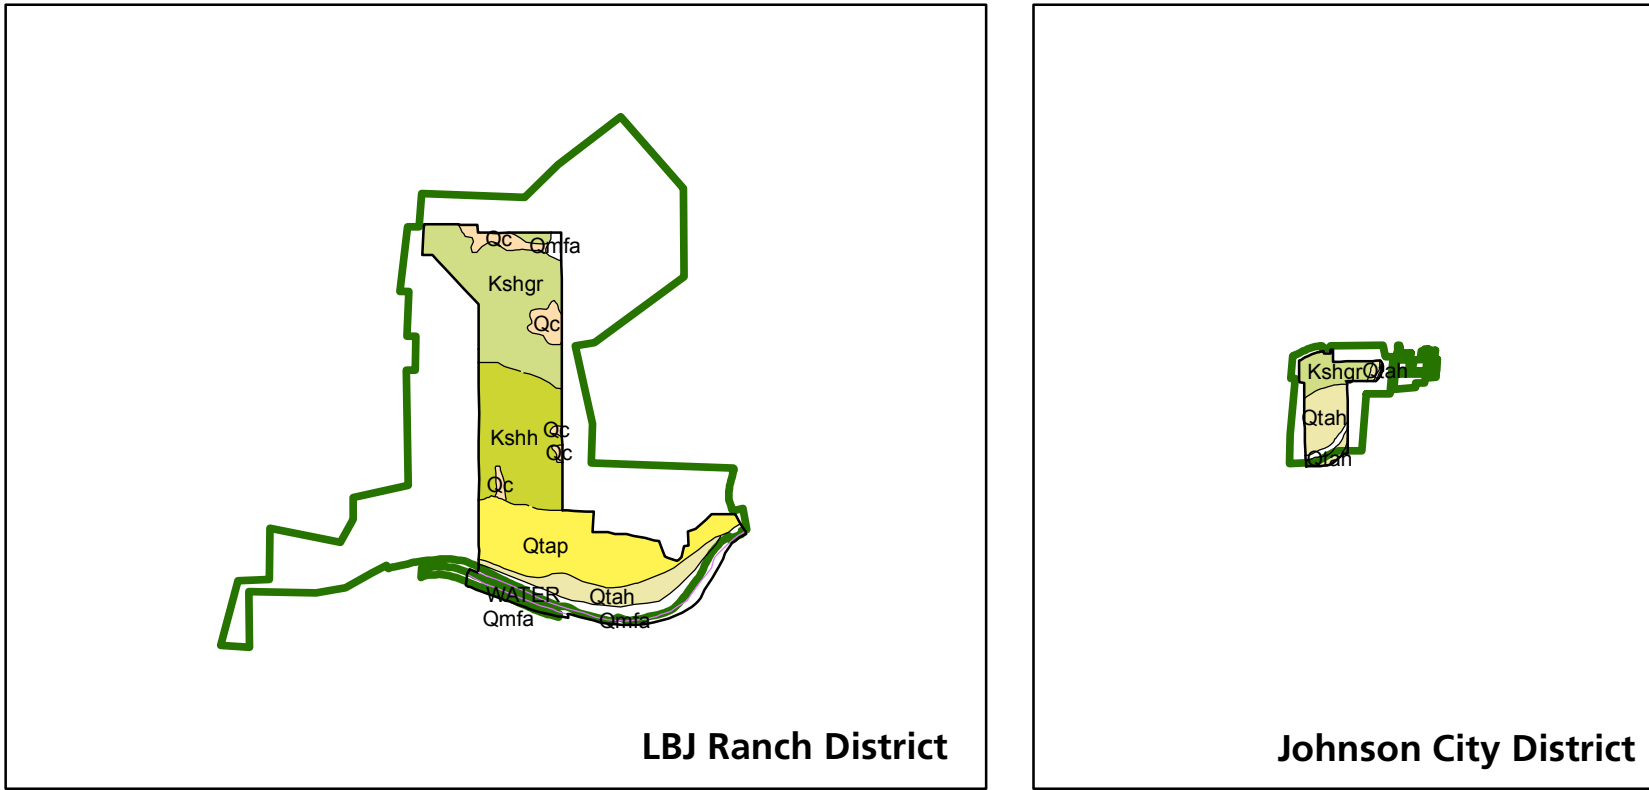 Qc
Qmfa
Kshgr
Qc
Qc
Kshh
Qc
Qc
Qtap
WATER
Qtah
Qmfa
Qmfa
LBJ Ranch District
Kshgr
Qtah
Qtah
Qtah
Johnson City District